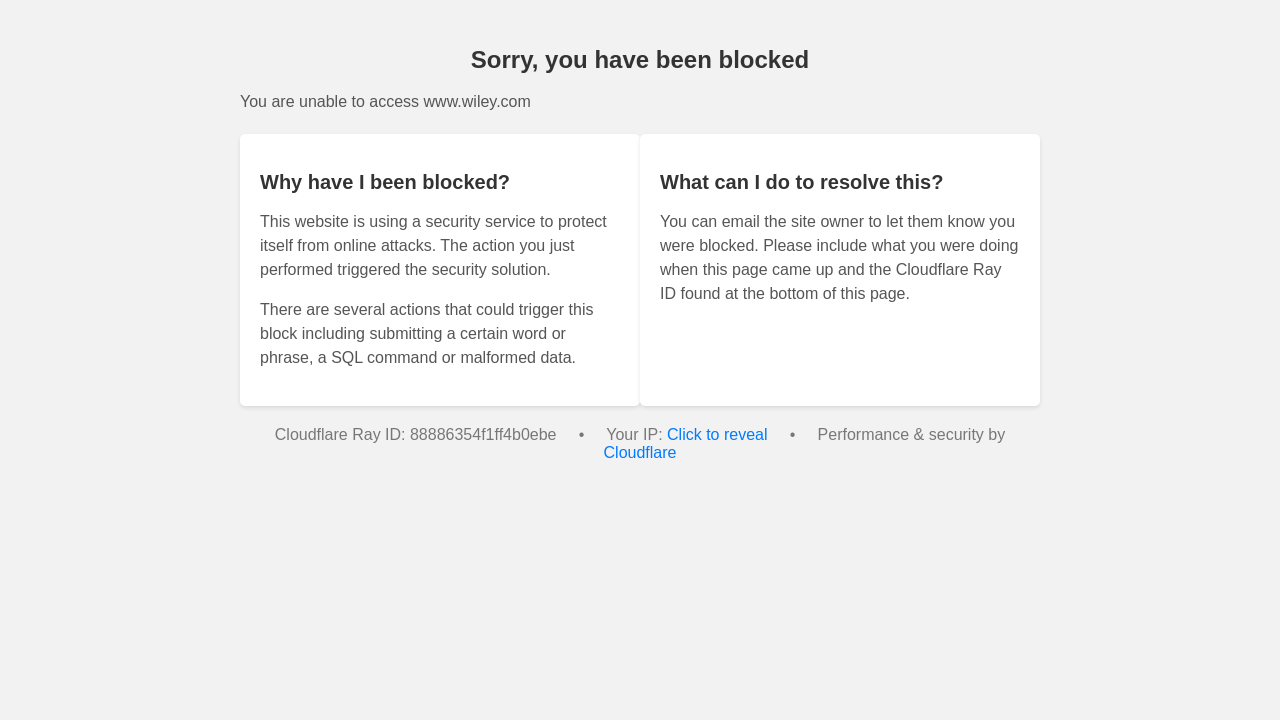 Sorry, you have been blocked
You are unable to access www.wiley.com
Why have I been blocked?
This website is using a security service to protect
itself from online attacks. The action you just
performed triggered the security solution.
There are several actions that could trigger this
block including submitting a certain word or
phrase, a SQL command or malformed data.
What can I do to resolve this?
You can email the site owner to let them know you
were blocked. Please include what you were doing
when this page came up and the Cloudflare Ray
ID found at the bottom of this page.
Cloudflare Ray ID: 88886354f1ff4b0ebe • Your IP: Click to reveal • Performance & security by
Cloudflare